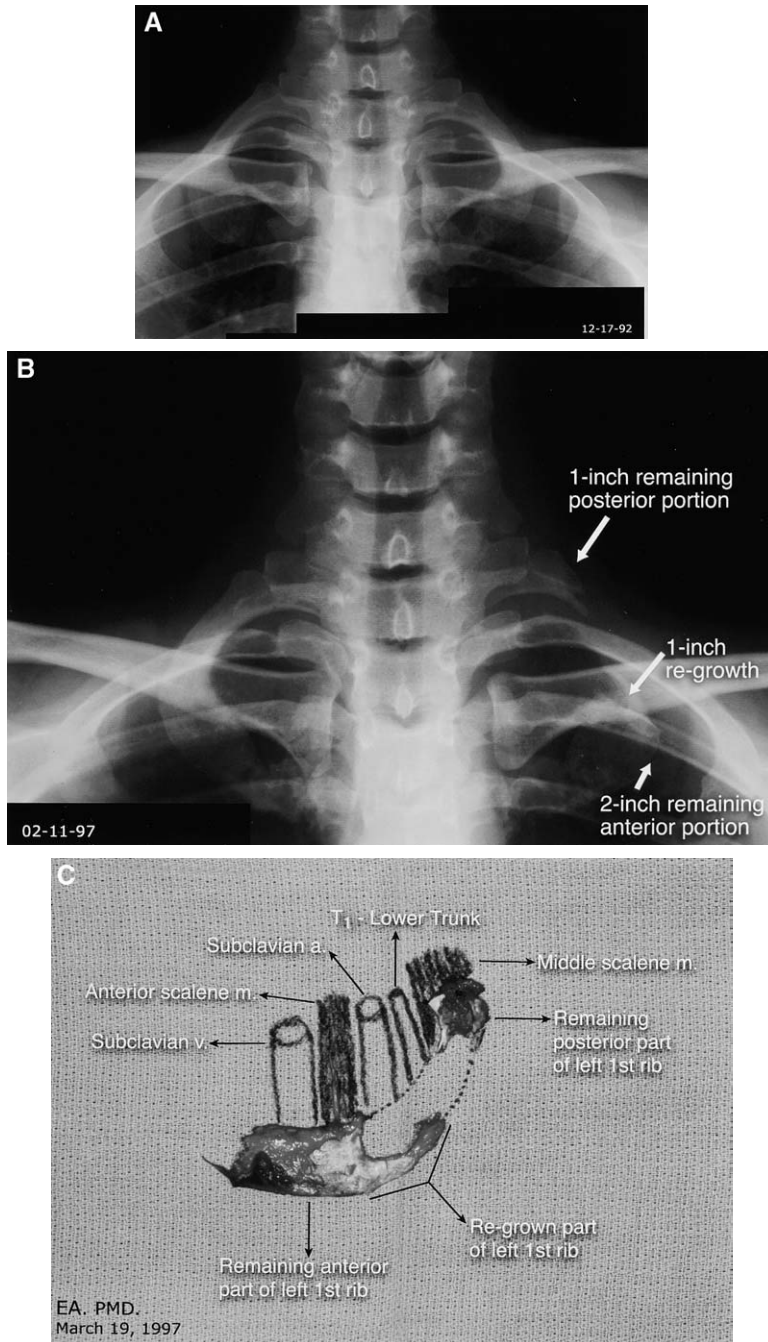 A
12-17-92
B
1-inch remaining
posterior portion
1-inch
re-growth
2-inch remaining
anterior portion
02-11-97
C
T1 - Lower Trunk
Subclavian a.
Middle scalene m.
Anterior scalene m.
Remaining
posterior part
of left 1st rib
Subclavian v.
Re-grown part
of left 1st rib
Remaining anterior
part of left 1st rib
EA. PMD.
March 19, 1997